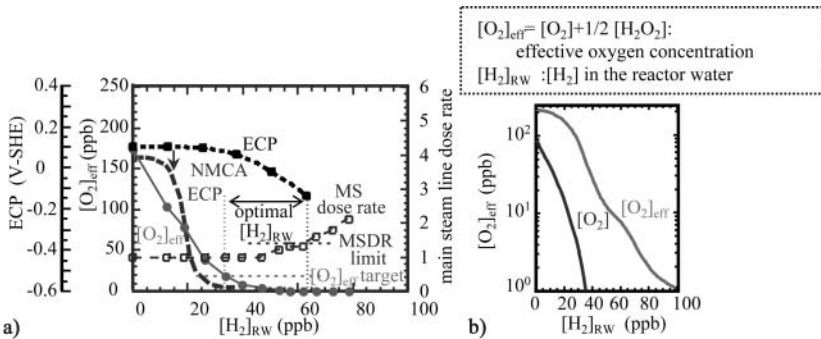 [O₂]eff= [O₂]+1/2 [H₂O₂]:
effective oxygen concentration
[H₂]RW :[H₂] in the reactor water
ECP (V-SHE)
0.4
0.2
0
-0.2
-0.4
-0.6
[O₂]eff (ppb)
250
200
150
100
50
0
ECP
NMCA
ECP
optimal
[H₂]RW
MS
dose rate
MSDR
limit
[O₂]eff
[O₂]eff target
6
5
4
3
2
1
0
main steam line dose rate
0 20 40 60 80 100
[H₂]RW (ppb)
a)
[O₂]eff (ppb)
10²
10¹
10⁰
[O₂]
[O₂]eff
0 20 40 60 80 100
[H₂]RW (ppb)
b)